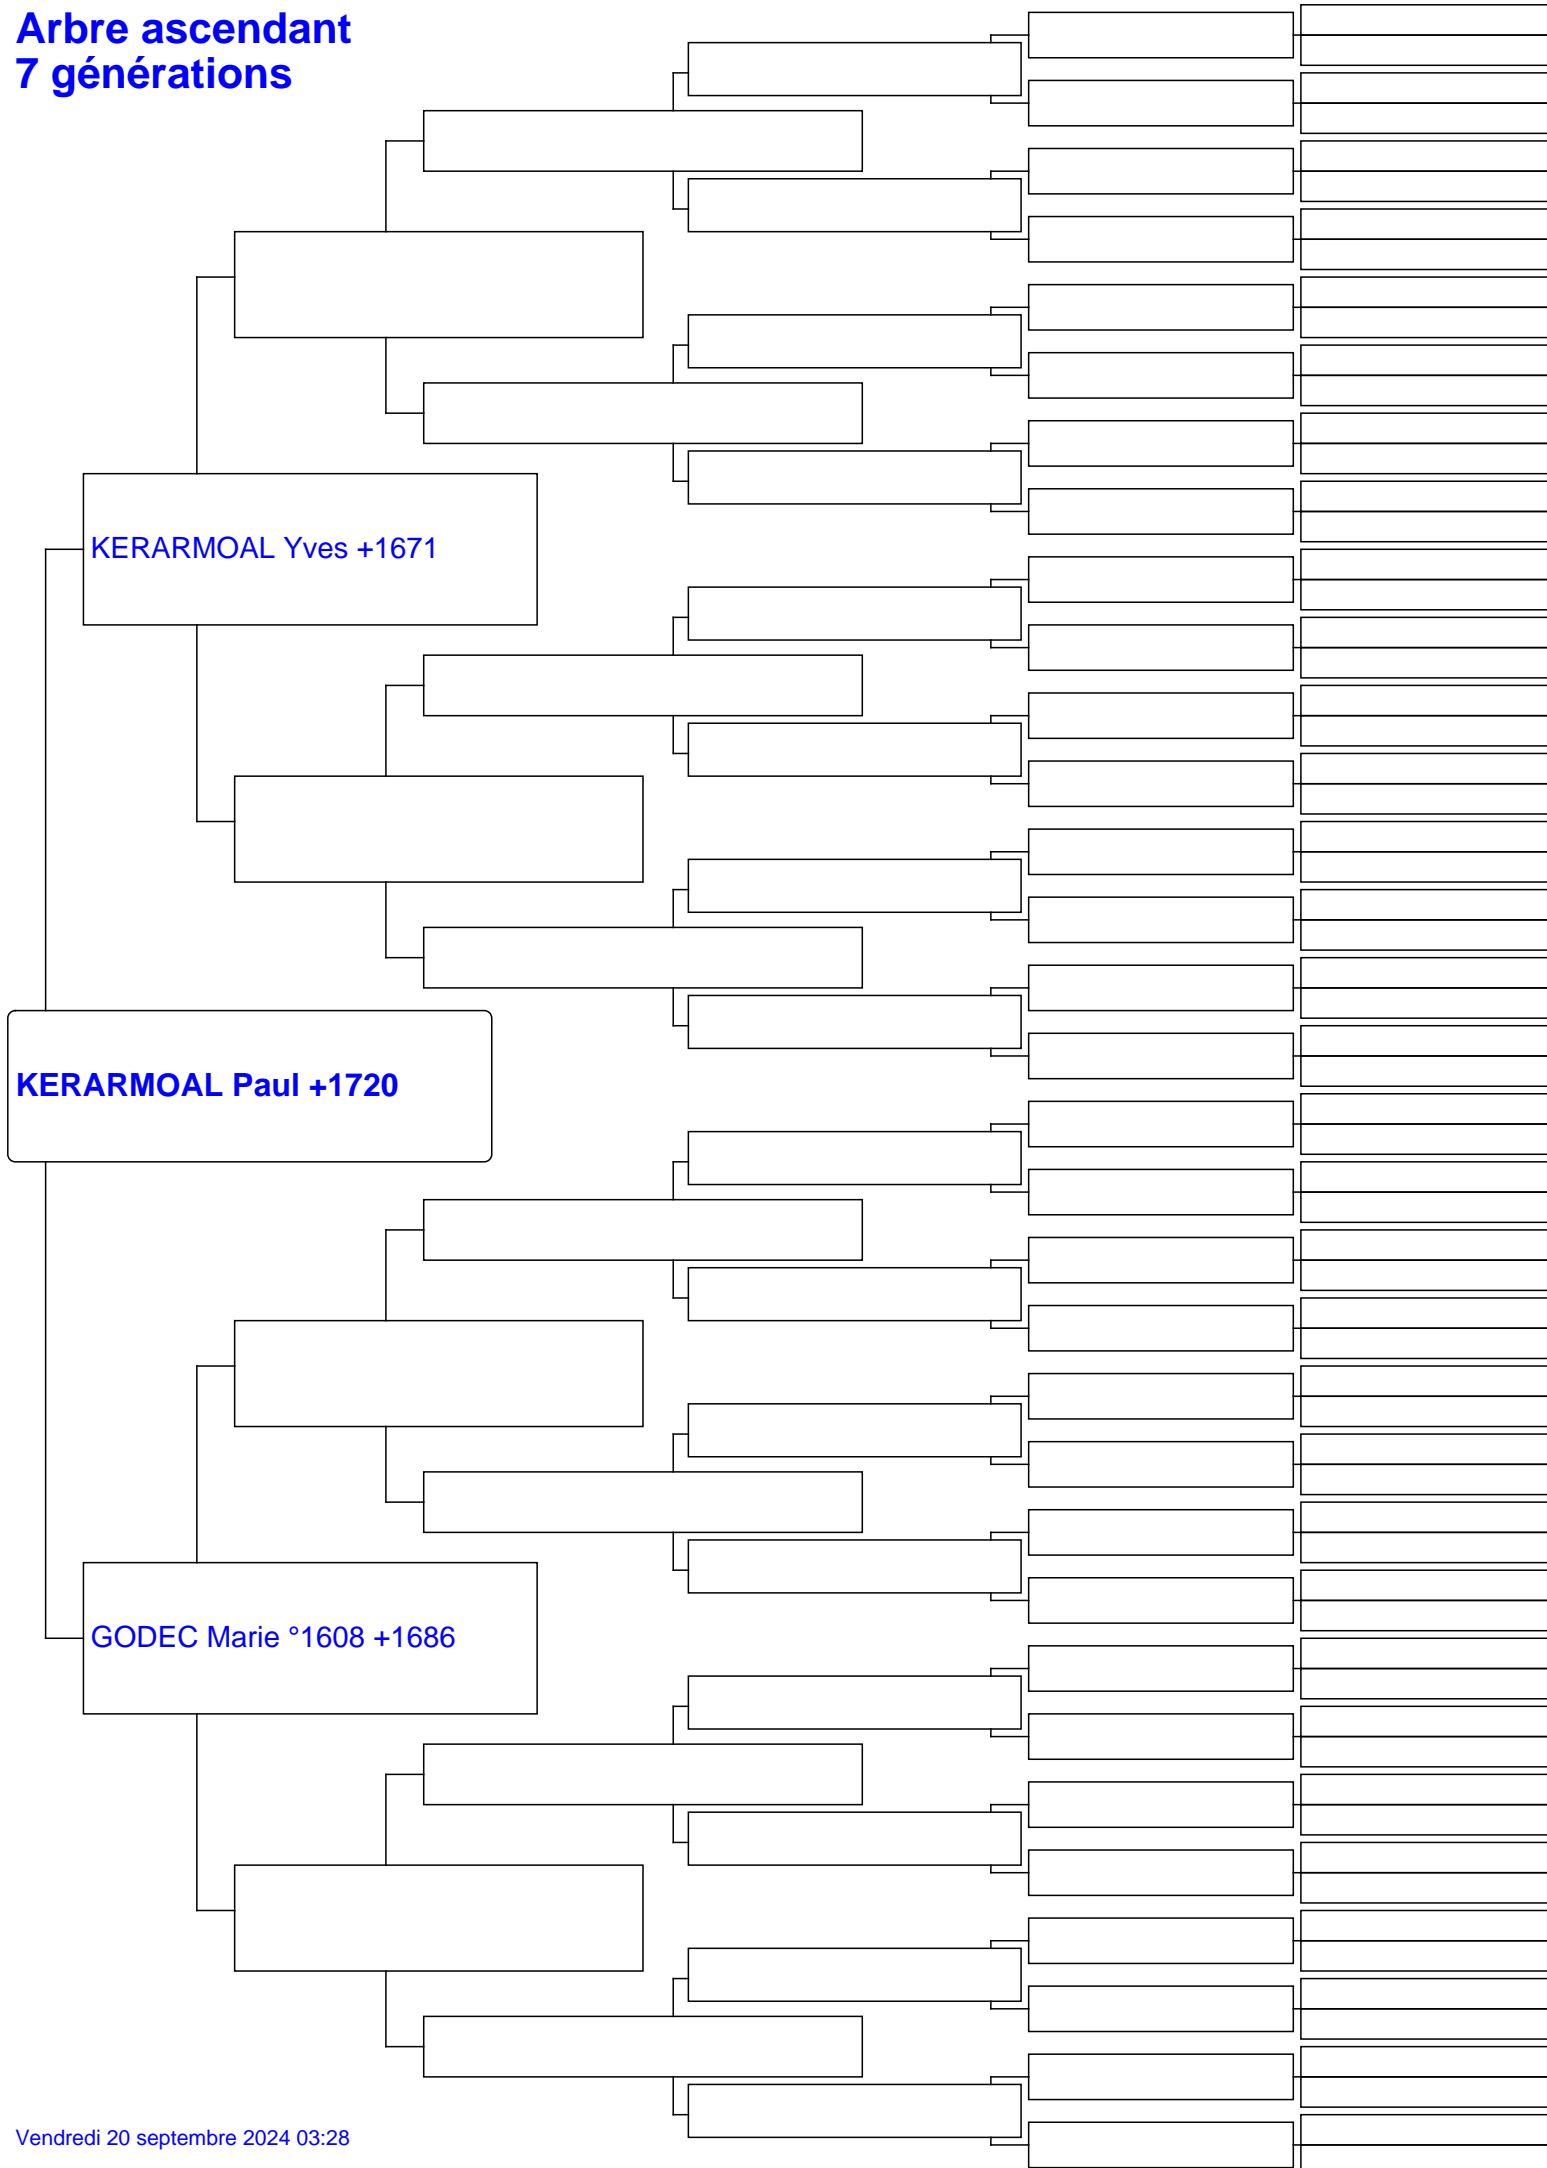 Arbre ascendant
7 générations
KERARMOAL Yves +1671
KERARMOAL Paul +1720
GODEC Marie °1608 +1686
Vendredi 20 septembre 2024 03:28